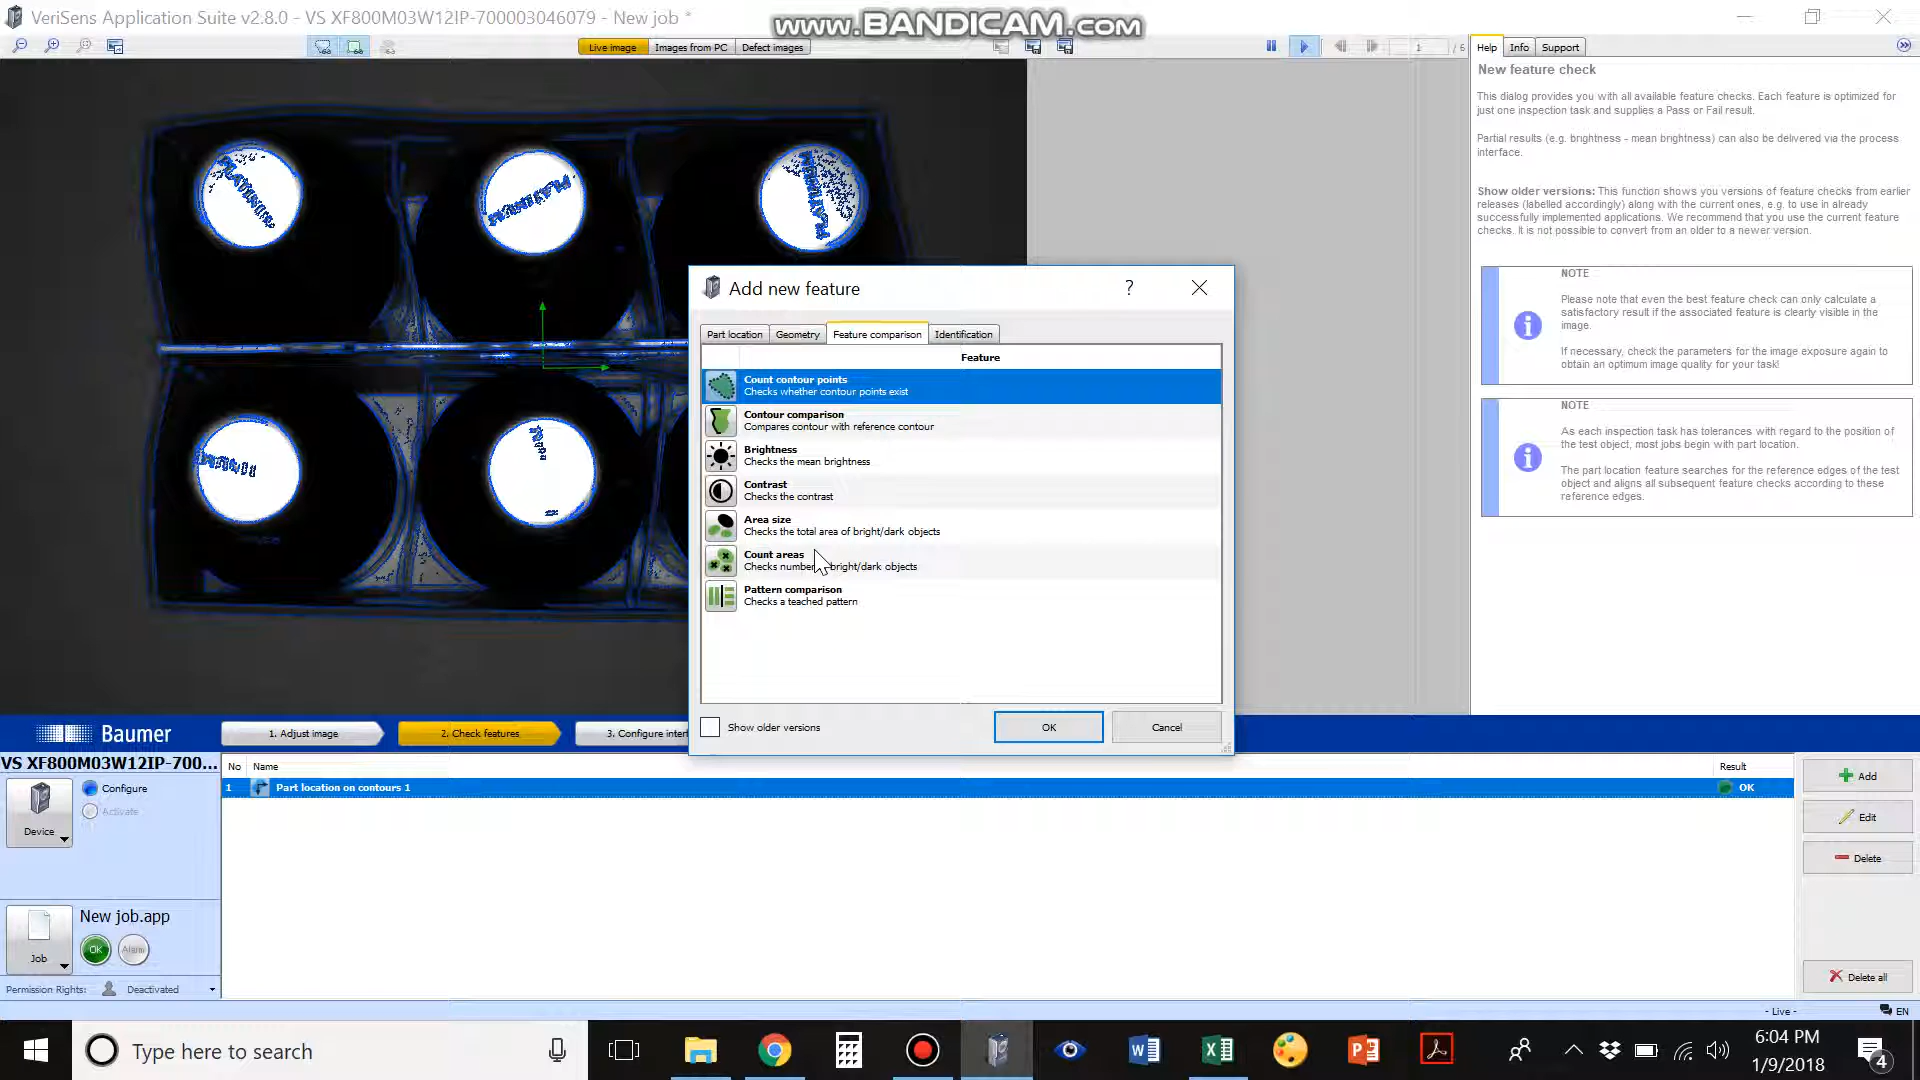 VeriSens Application Suite v2.8.0 - VS XF800M03W12IP-700003046079 - New job *
www.BANDICAM.com
Live image
Images from PC
Defect images
1
/ 6
Help
Info
Support
New feature check
This dialog provides you with all available feature checks. Each feature is optimized for
just one inspection task and supplies a Pass or Fail result.
Partial results (e.g. brightness - mean brightness) can also be delivered via the process
interface.
Show older versions: This function shows you versions of feature checks from earlier
releases (labelled accordingly) along with the current ones, e.g. to use in already
successfully implemented applications. We recommend that you use the current feature
checks. It is not possible to convert from an older to a newer version.
NOTE
Please note that even the best feature check can only calculate a
satisfactory result if the associated feature is clearly visible in the
image.
If necessary, check the parameters for the image exposure again to
obtain an optimum image quality for your task!
NOTE
As each inspection task has tolerances with regard to the position of
the test object, most jobs begin with part location.
The part location feature searches for the reference edges of the test
object and aligns all subsequent feature checks according to these
reference edges.
PLATINUM
PLATINUM
PLATINUM
Add new feature
?
Part location
Geometry
Feature comparison
Identification
Feature
Count contour points
Checks whether contour points exist
Contour comparison
Compares contour with reference contour
Brightness
Checks the mean brightness
Contrast
Checks the contrast
Area size
Checks the total area of bright/dark objects
Count areas
Checks number bright/dark objects
Pattern comparison
Checks a teached pattern
Show older versions
OK
Cancel
Baumer
1. Adjust image
2. Check features
3. Configure interf
VS XF800M03W12IP-700...
Configure
Activate
Device
No
Name
Result
1
Part location on contours 1
OK
Add
Edit
Delete
Delete all
New job.app
OK
Alarm
Job
Permission Rights:
Deactivated
- Live -
EN
Type here to search
6:04 PM
1/9/2018
4